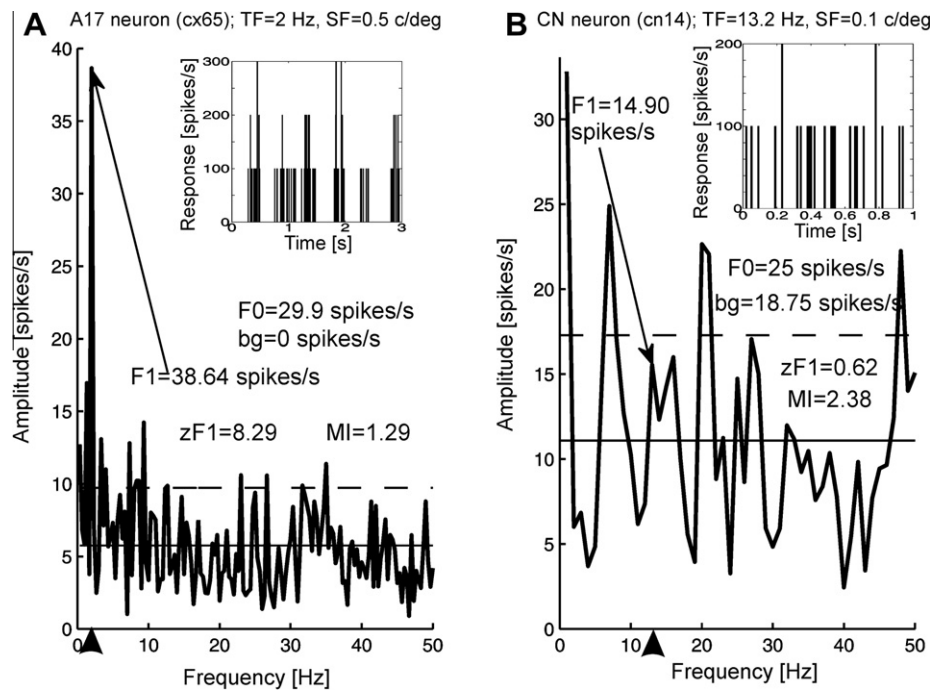 A A17 neuron (cx65); TF=2 Hz, SF=0.5 c/deg
40
35
30
25
20
15
10
5
0
Amplitude [spikes/s]
0 10 20 30 40 50
Frequency [Hz]
300
200
100
0
Response [spikes/s]
0 1 2 3
Time [s]
F0=29.9 spikes/s
bg=0 spikes/s
F1=38.64 spikes/s
zF1=8.29 MI=1.29
B CN neuron (cn14); TF=13.2 Hz, SF=0.1 c/deg
30
25
20
15
10
5
0
Amplitude [spikes/s]
0 10 20 30 40 50
Frequency [Hz]
F1=14.90
spikes/s
200
100
0
Response [spikes/s]
0 0.2 0.4 0.6 0.8 1
Time [s]
F0=25 spikes/s
bg=18.75 spikes/s
zF1=0.62
MI=2.38